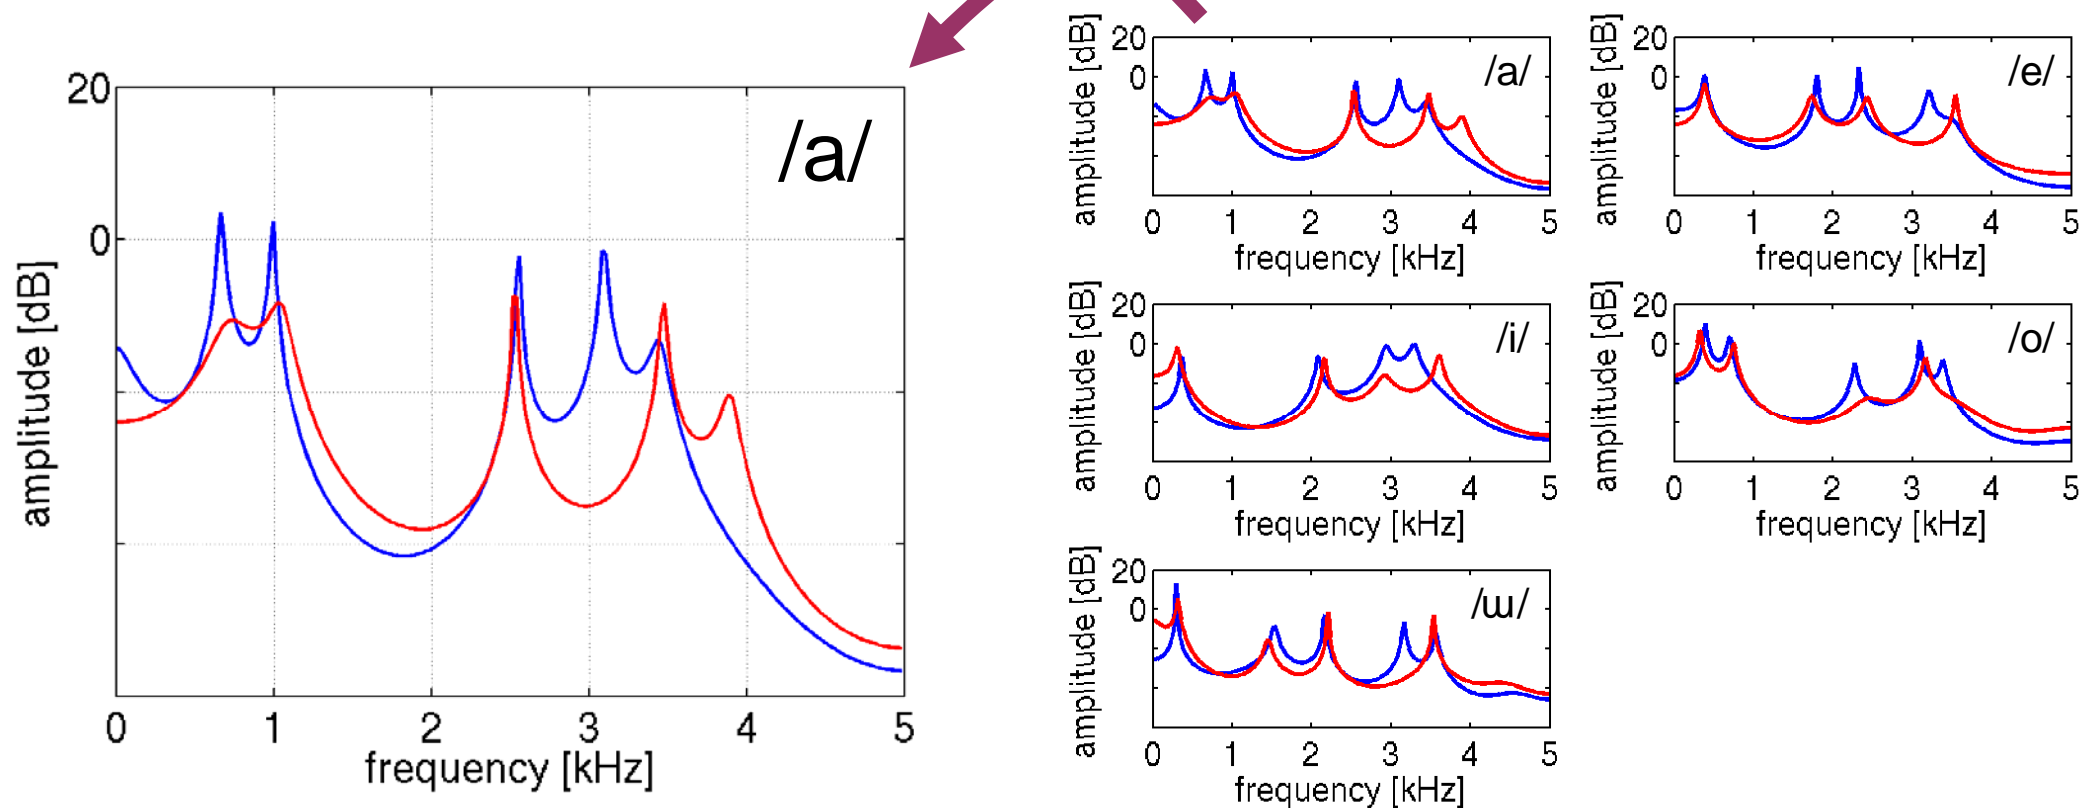 20
0
amplitude [dB]
/a/
0 1 2 3 4 5
frequency [kHz]
20
0
amplitude [dB]
/a/
0 1 2 3 4 5
frequency [kHz]
20
0
amplitude [dB]
/e/
0 1 2 3 4 5
frequency [kHz]
20
0
amplitude [dB]
/i/
0 1 2 3 4 5
frequency [kHz]
20
0
amplitude [dB]
/o/
0 1 2 3 4 5
frequency [kHz]
20
0
amplitude [dB]
/ɯ/
0 1 2 3 4 5
frequency [kHz]